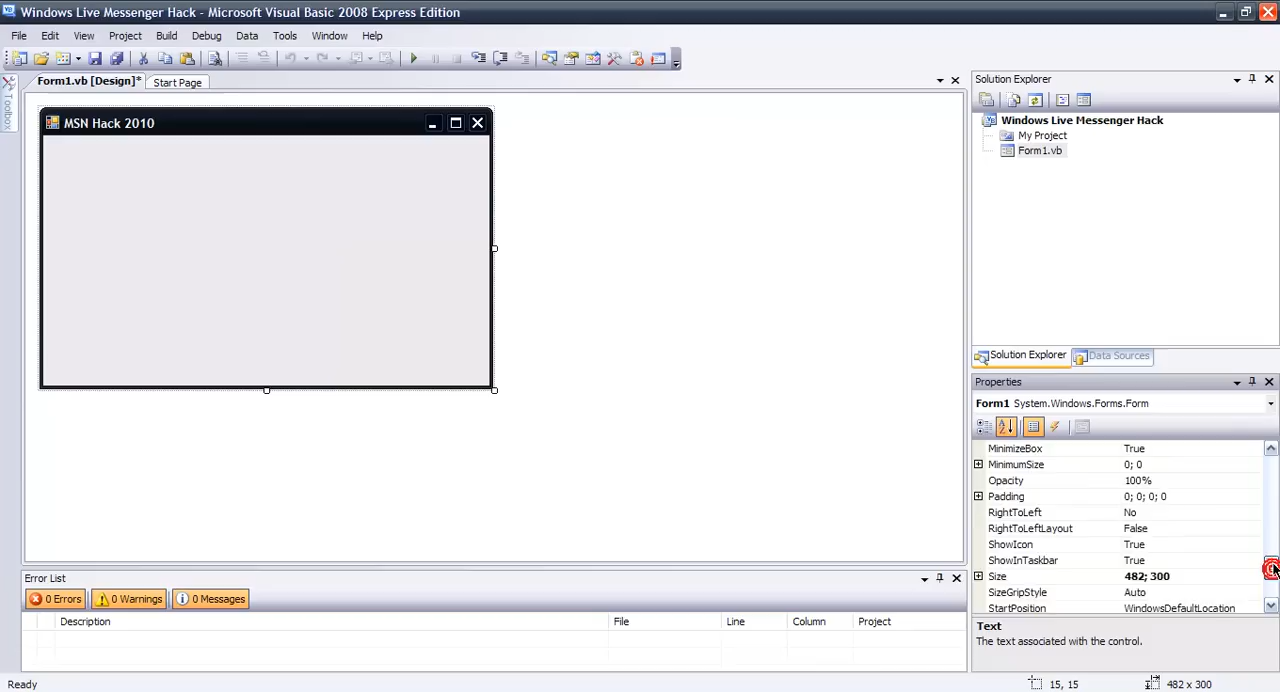 Windows Live Messenger Hack - Microsoft Visual Basic 2008 Express Edition
File Edit View Project Build Debug Data Tools Window Help
Toolbox
Form1.vb [Design]* Start Page
MSN Hack 2010
Solution Explorer
Windows Live Messenger Hack
My Project
Form1.vb
Solution Explorer Data Sources
Properties
Form1 System.Windows.Forms.Form
MinimizeBox True
MinimumSize 0; 0
Opacity 100%
Padding 0; 0; 0; 0
RightToLeft No
RightToLeftLayout False
ShowIcon True
ShowInTaskbar True
Size 482; 300
SizeGripStyle Auto
StartPosition WindowsDefaultLocation
Text
The text associated with the control.
Error List
0 Errors 0 Warnings 0 Messages
Description File Line Column Project
Ready 15, 15 482 x 300